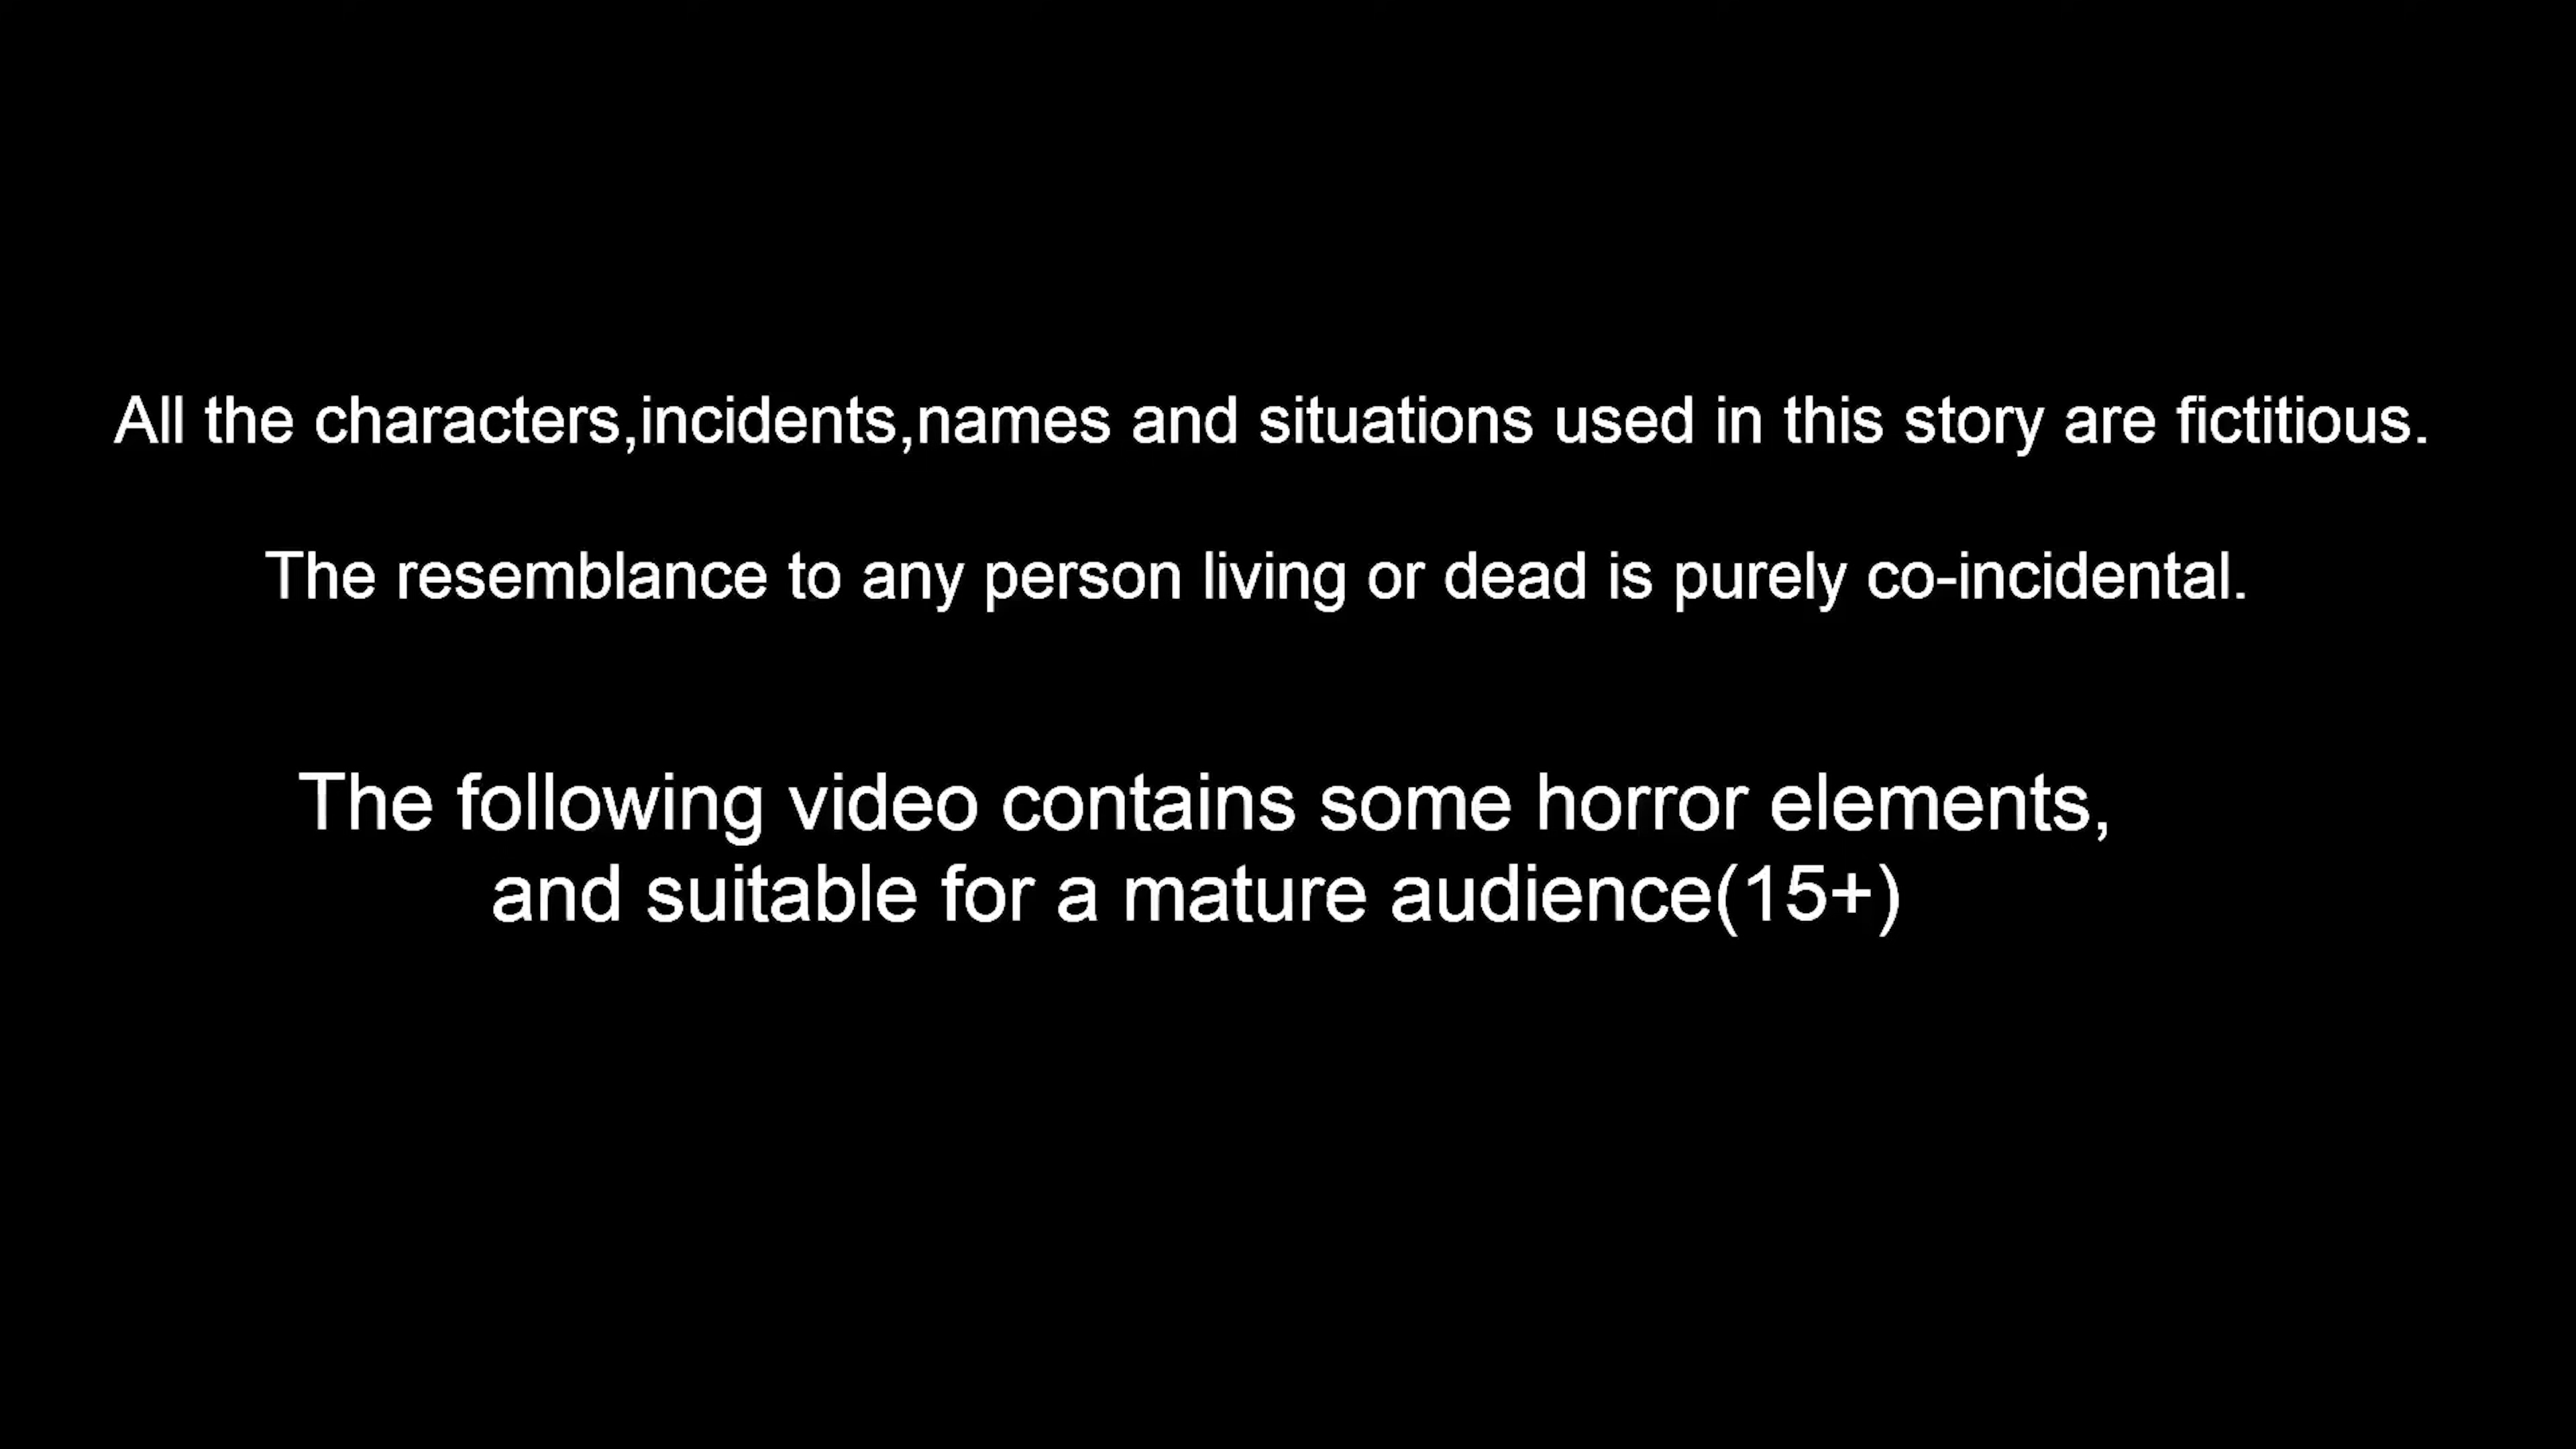 All the characters,incidents,names and situations used in this story are fictitious.
The resemblance to any person living or dead is purely co-incidental.
The following video contains some horror elements,
and suitable for a mature audience(15+)